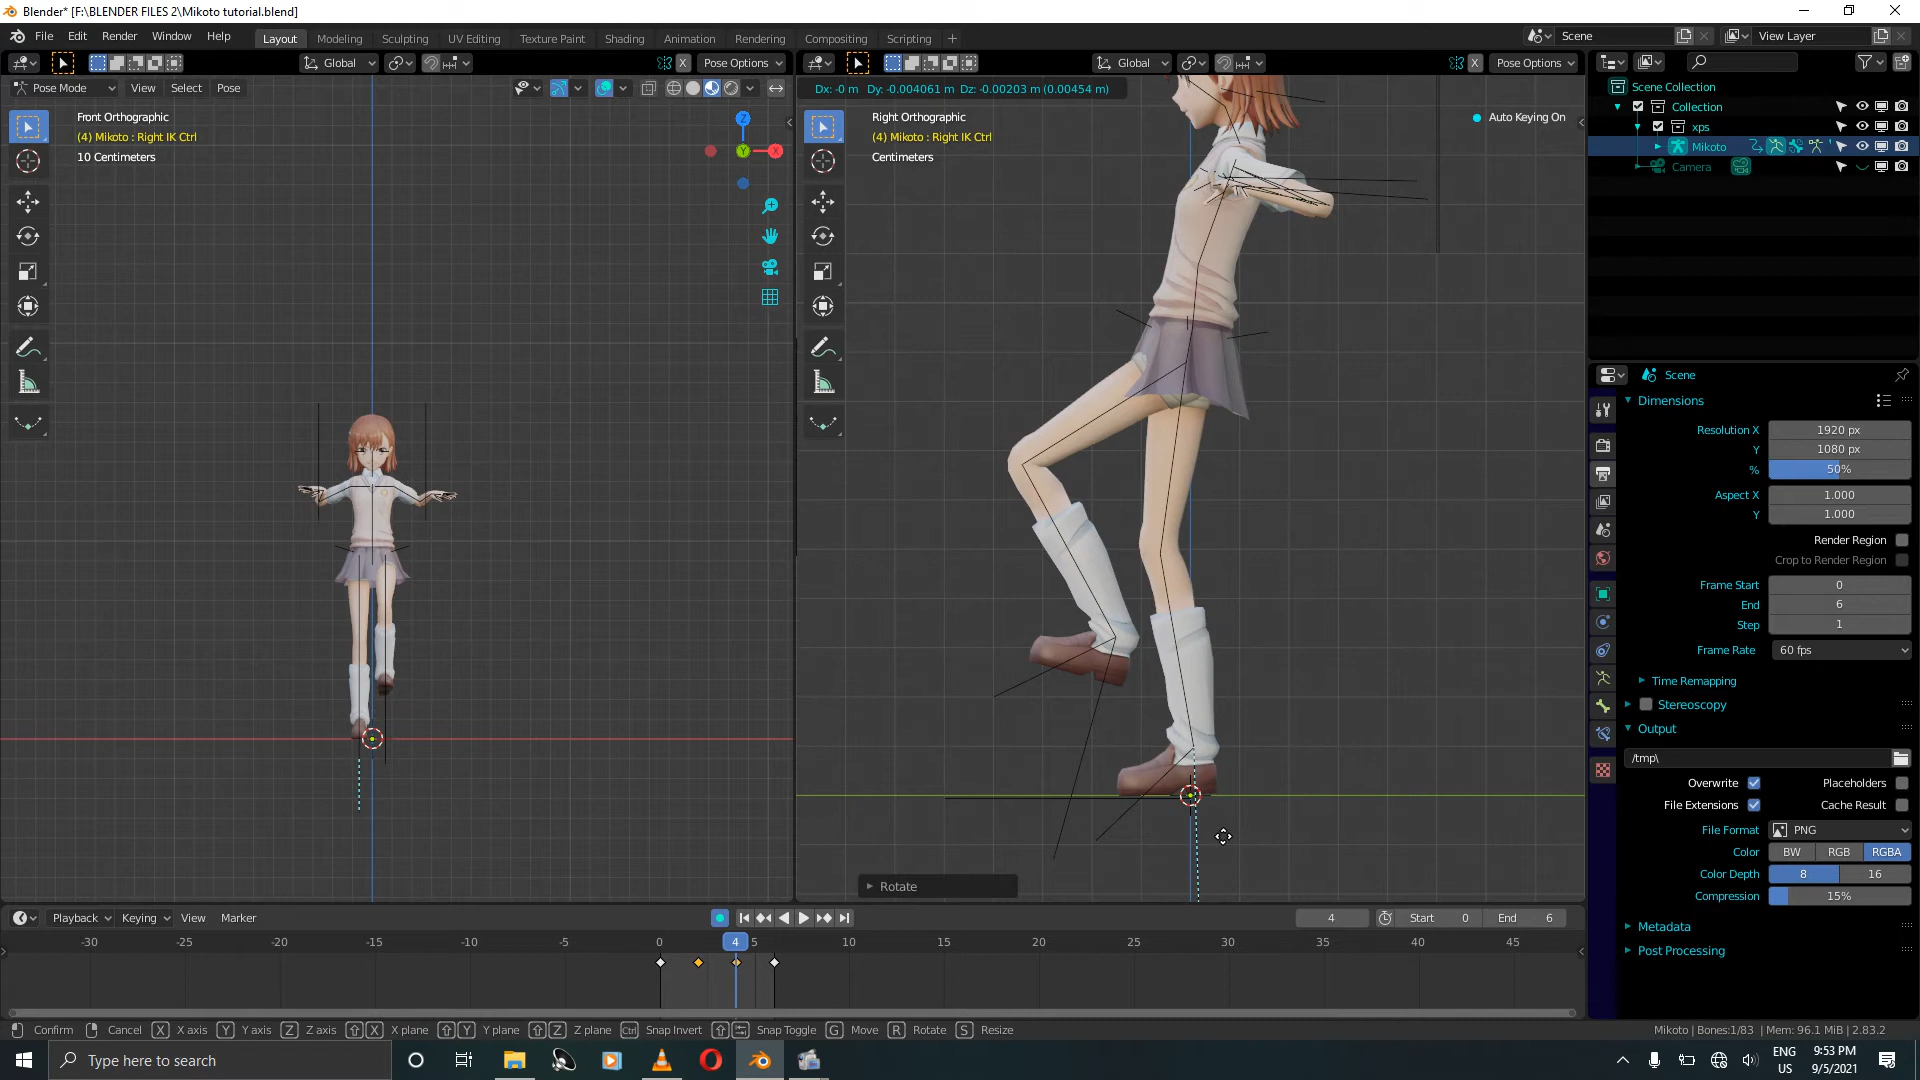 Blender* [F:\BLENDER FILES 2\Mikoto tutorial.blend]
File Edit Render Window Help Layout Modeling Sculpting UV Editing Texture Paint Shading Animation Rendering Compositing Scripting + Scene View Layer
Global X Pose Options Global X Pose Options
Pose Mode View Select Pose
Dx: -0 m Dy: -0.004061 m Dz: -0.00203 m (0.00454 m)
Scene Collection
Collection
xps
Mikoto
Camera
Front Orthographic
(4) Mikoto : Right IK Ctrl
10 Centimeters
Z
X
Y
Right Orthographic
(4) Mikoto : Right IK Ctrl
Centimeters
Auto Keying On
Rotate
Scene
Dimensions
Resolution X 1920 px
Y 1080 px
% 50%
Aspect X 1.000
Y 1.000
Render Region
Crop to Render Region
Frame Start 0
End 6
Step 1
Frame Rate 60 fps
Time Remapping
Stereoscopy
Output
/tmp\
Overwrite Placeholders
File Extensions Cache Result
File Format PNG
Color BW RGB RGBA
Color Depth 8 16
Compression 15%
Metadata
Post Processing
Playback Keying View Marker 4 Start 0 End 6
-30 -25 -20 -15 -10 -5 0 4 5 10 15 20 25 30 35 40 45
Confirm Cancel X X axis Y Y axis Z Z axis X X plane Y Y plane Z Z plane Ctrl Snap Invert Snap Toggle G Move R Rotate S Resize
Mikoto | Bones:1/83 | Mem: 96.1 MiB | 2.83.2
Type here to search
ENG
US
9:53 PM
9/5/2021